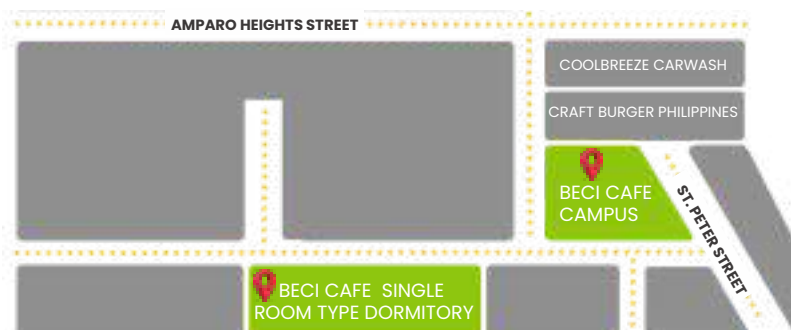 AMPARO HEIGHTS STREET
COOLBREEZE CARWASH
CRAFT BURGER PHILIPPINES
BECI CAFE
CAMPUS
ST. PETER STREET
BECI CAFE SINGLE
ROOM TYPE DORMITORY